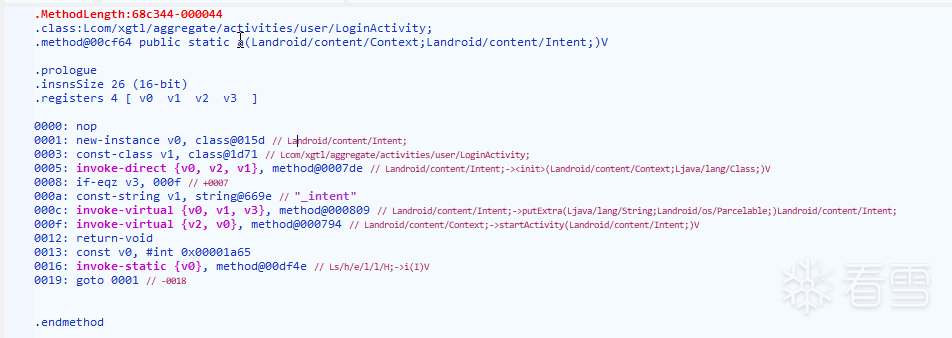 .MethodLength:68c344-000044
.class:Lcom/xgtl/aggregate/activities/user/LoginActivity;
.method@00cf64 public static a(Landroid/content/Context;Landroid/content/Intent;)V
.prologue
.insnsSize 26 (16-bit)
.registers 4 [ v0 v1 v2 v3 ]
0000: nop
0001: new-instance v0, class@015d // Landroid/content/Intent;
0003: const-class v1, class@1d71 // Lcom/xgtl/aggregate/activities/user/LoginActivity;
0005: invoke-direct {v0, v2, v1}, method@0007de // Landroid/content/Intent;-><init>(Landroid/content/Context;Ljava/lang/Class;)V
0008: if-eqz v3, 000f // +0007
000a: const-string v1, string@669e // "_intent"
000c: invoke-virtual {v0, v1, v3}, method@000809 // Landroid/content/Intent;->putExtra(Ljava/lang/String;Landroid/os/Parcelable;)Landroid/content/Intent;
000f: invoke-virtual {v2, v0}, method@000794 // Landroid/content/Context;->startActivity(Landroid/content/Intent;)V
0012: return-void
0013: const v0, #int 0x00001a65
0016: invoke-static {v0}, method@00df4e // Ls/h/e/l/l/H;->i(I)V
0019: goto 0001 // -0018
.endmethod
看雪